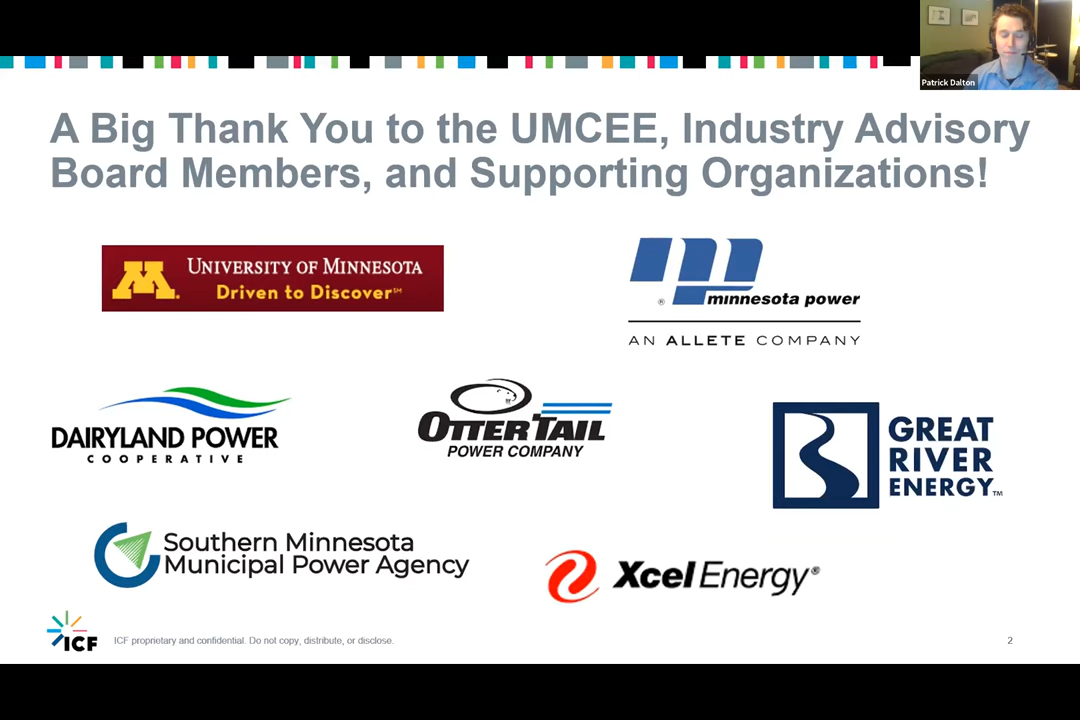 Patrick Dalton
A Big Thank You to the UMCEE, Industry Advisory
Board Members, and Supporting Organizations!
M
UNIVERSITY OF MINNESOTA
Driven to Discover℠
mp
® minnesota power
AN ALLETE COMPANY
DAIRYLAND POWER
COOPERATIVE
OTTER TAIL
POWER COMPANY
GREAT
RIVER
ENERGY™
Southern Minnesota
Municipal Power Agency
Xcel Energy®
ICF
ICF proprietary and confidential. Do not copy, distribute, or disclose.
2